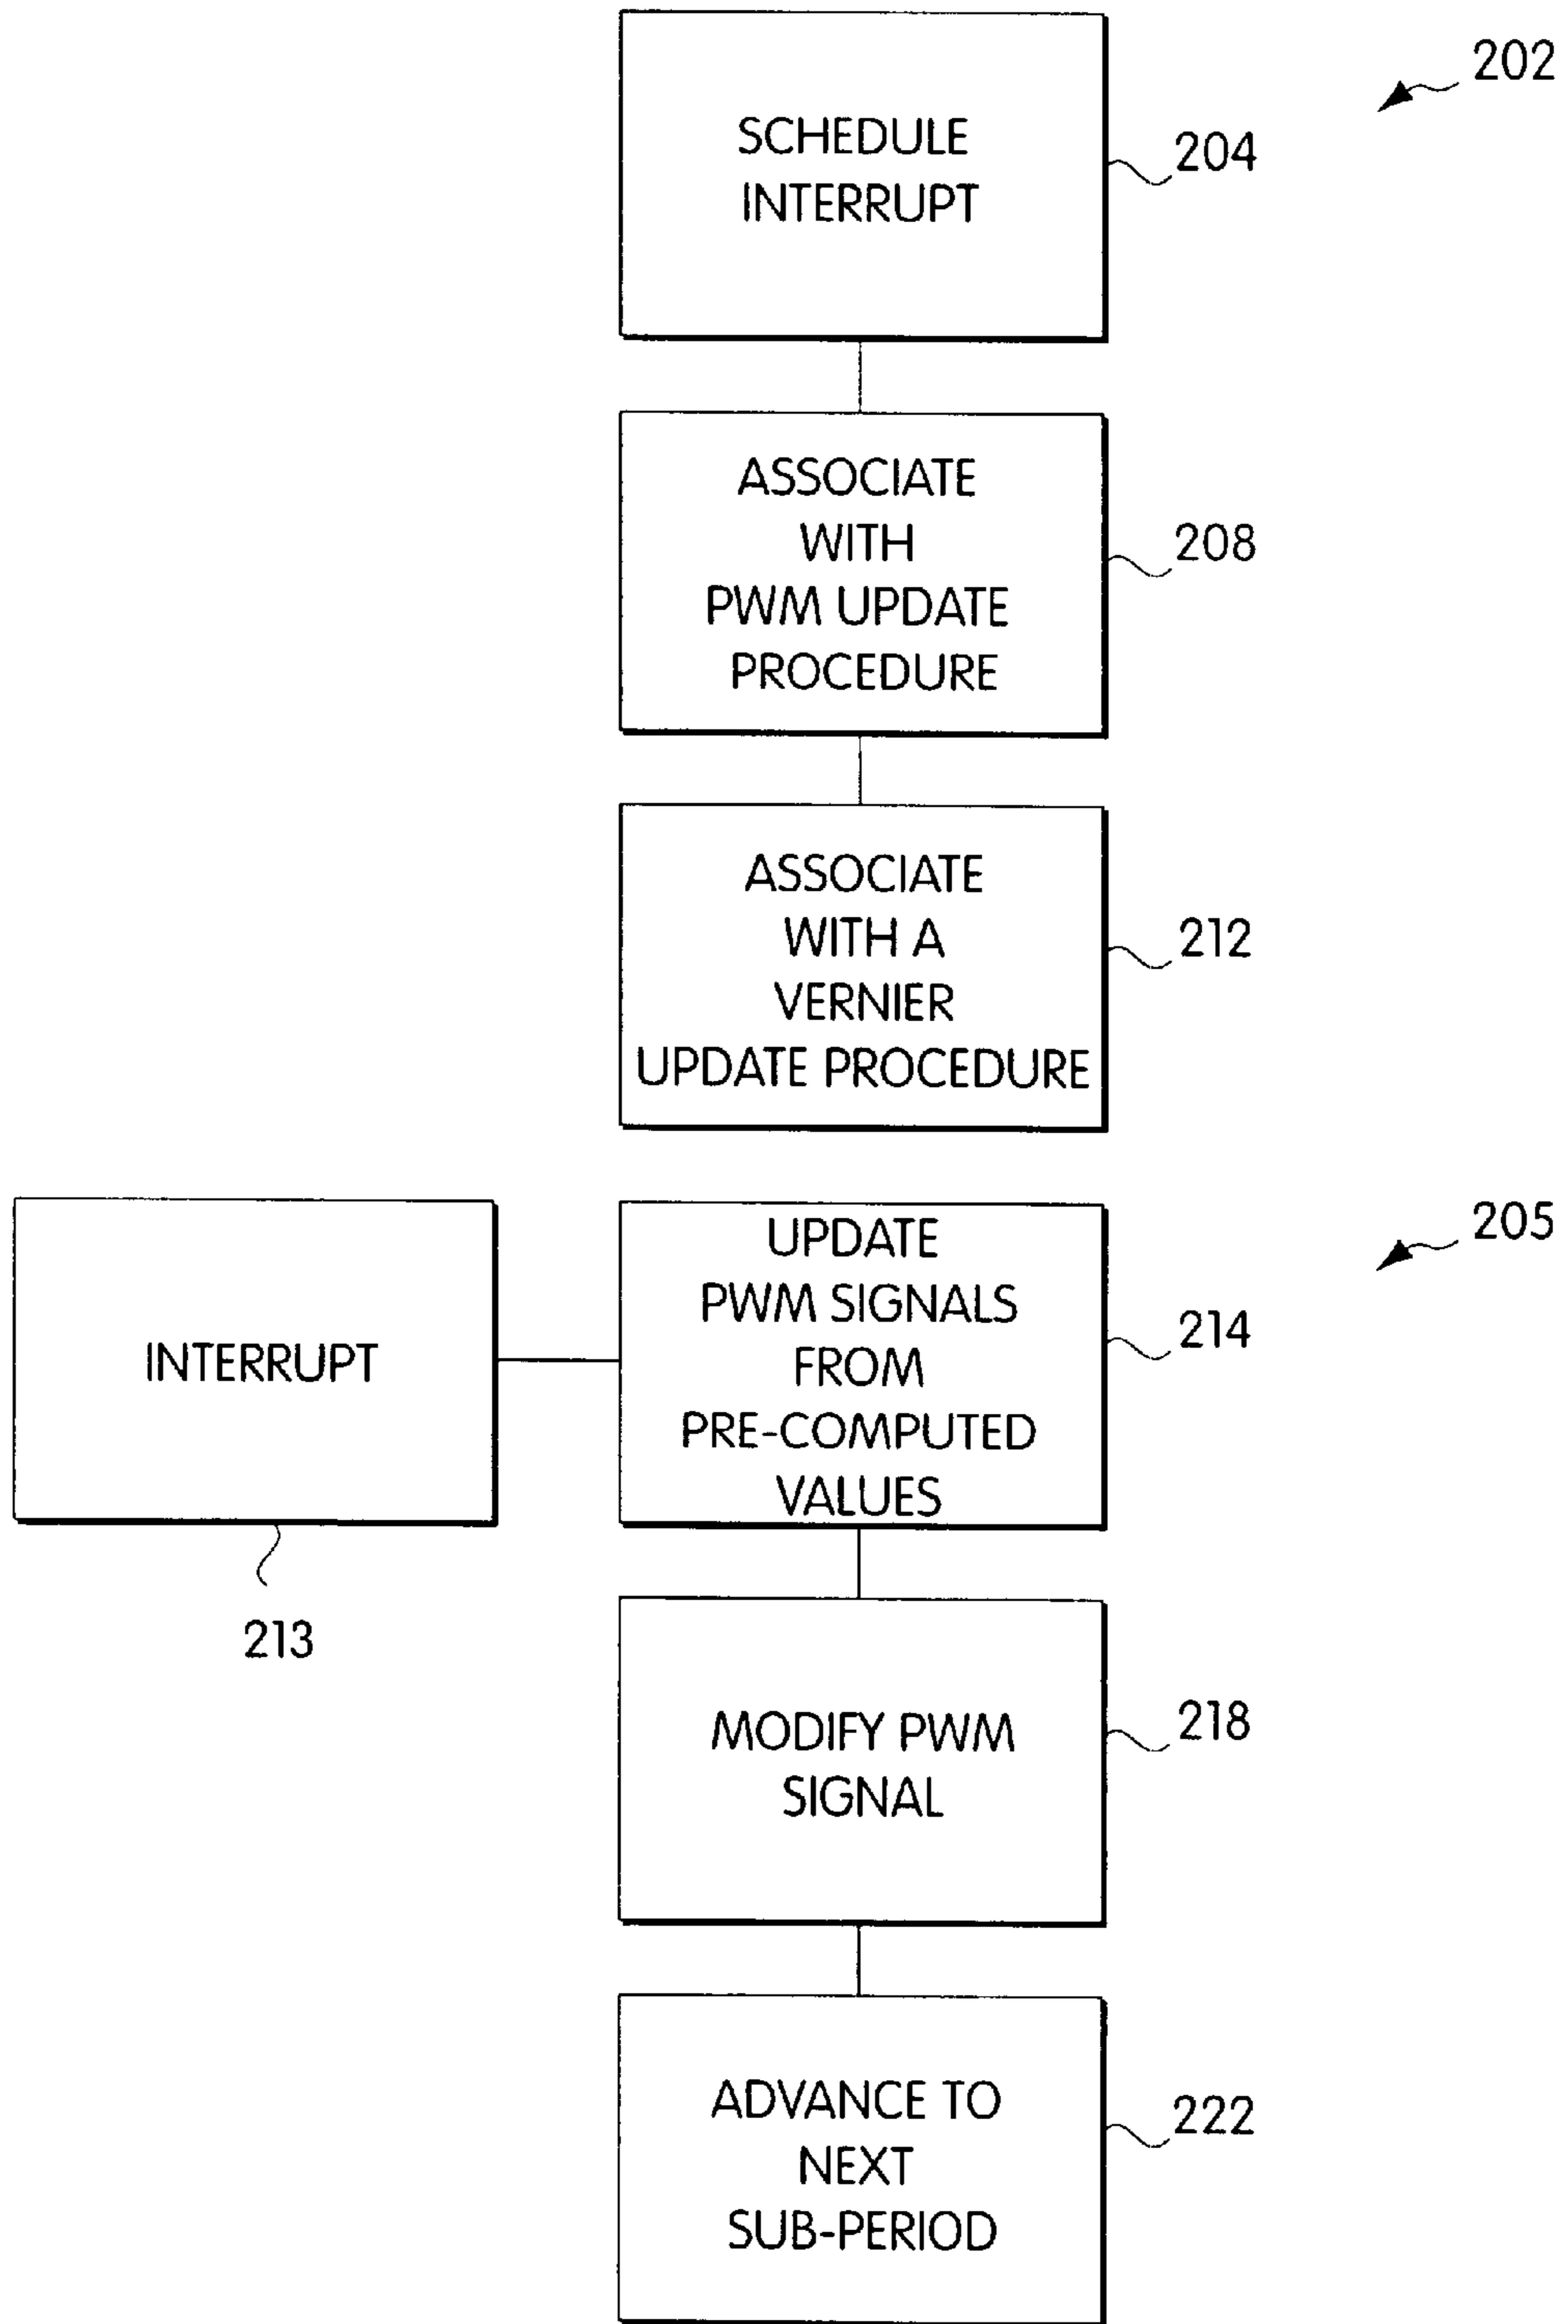 202
SCHEDULE
INTERRUPT
204
ASSOCIATE
WITH
PWM UPDATE
PROCEDURE
208
ASSOCIATE
WITH A
VERNIER
UPDATE PROCEDURE
212
205
INTERRUPT
213
UPDATE
PWM SIGNALS
FROM
PRE-COMPUTED
VALUES
214
MODIFY PWM
SIGNAL
218
ADVANCE TO
NEXT
SUB-PERIOD
222